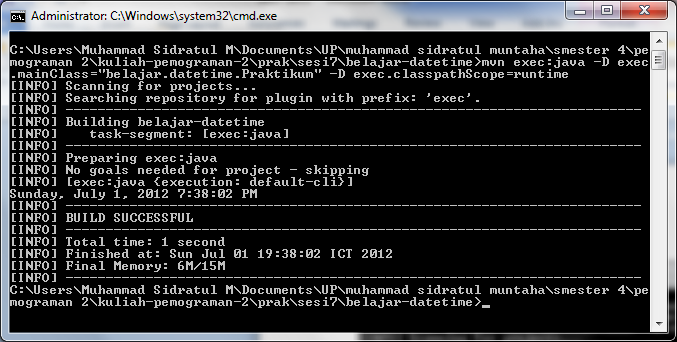 Administrator: C:\Windows\system32\cmd.exe
C:\Users\Muhammad Sidratul M\Documents\UP\muhammad sidratul muntaha\smester 4\pe
mograman 2\kuliah-pemograman-2\prak\sesi7\belajar-datetime>mvn exec:java -D exec
.mainClass="belajar.datetime.Praktikum" -D exec.classpathScope=runtime
[INFO] Scanning for projects...
[INFO] Searching repository for plugin with prefix: 'exec'.
[INFO] ------------------------------------------------------------------------
[INFO] Building belajar-datetime
[INFO]    task-segment: [exec:java]
[INFO] ------------------------------------------------------------------------
[INFO] Preparing exec:java
[INFO] No goals needed for project - skipping
[INFO] [exec:java {execution: default-cli}]
Sunday, July 1, 2012 7:38:02 PM
[INFO] ------------------------------------------------------------------------
[INFO] BUILD SUCCESSFUL
[INFO] ------------------------------------------------------------------------
[INFO] Total time: 1 second
[INFO] Finished at: Sun Jul 01 19:38:02 ICT 2012
[INFO] Final Memory: 6M/15M
[INFO] ------------------------------------------------------------------------
C:\Users\Muhammad Sidratul M\Documents\UP\muhammad sidratul muntaha\smester 4\pe
mograman 2\kuliah-pemograman-2\prak\sesi7\belajar-datetime>_